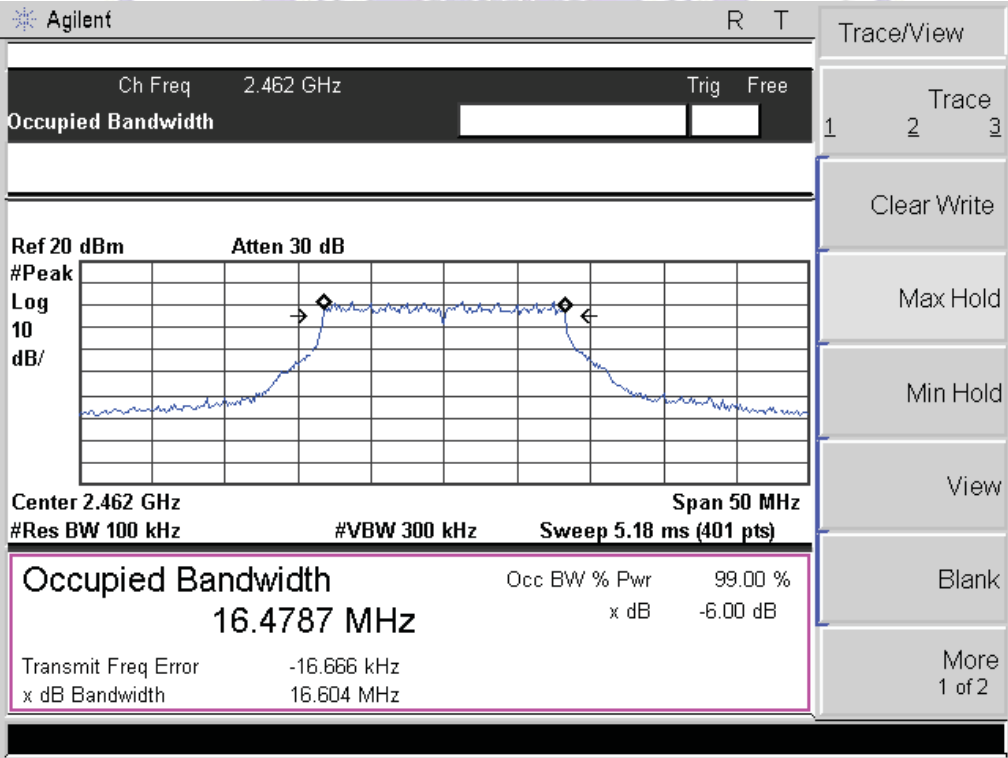 Agilent R T
Ch Freq 2.462 GHz Trig Free
Occupied Bandwidth
Ref 20 dBm Atten 30 dB
#Peak
Log
10
dB/
Center 2.462 GHz Span 50 MHz
#Res BW 100 kHz #VBW 300 kHz Sweep 5.18 ms (401 pts)
Occupied Bandwidth
16.4787 MHz
Occ BW % Pwr 99.00 %
x dB -6.00 dB
Transmit Freq Error -16.666 kHz
x dB Bandwidth 16.604 MHz
Trace/View
Trace
1 2 3
Clear Write
Max Hold
Min Hold
View
Blank
More
1 of 2